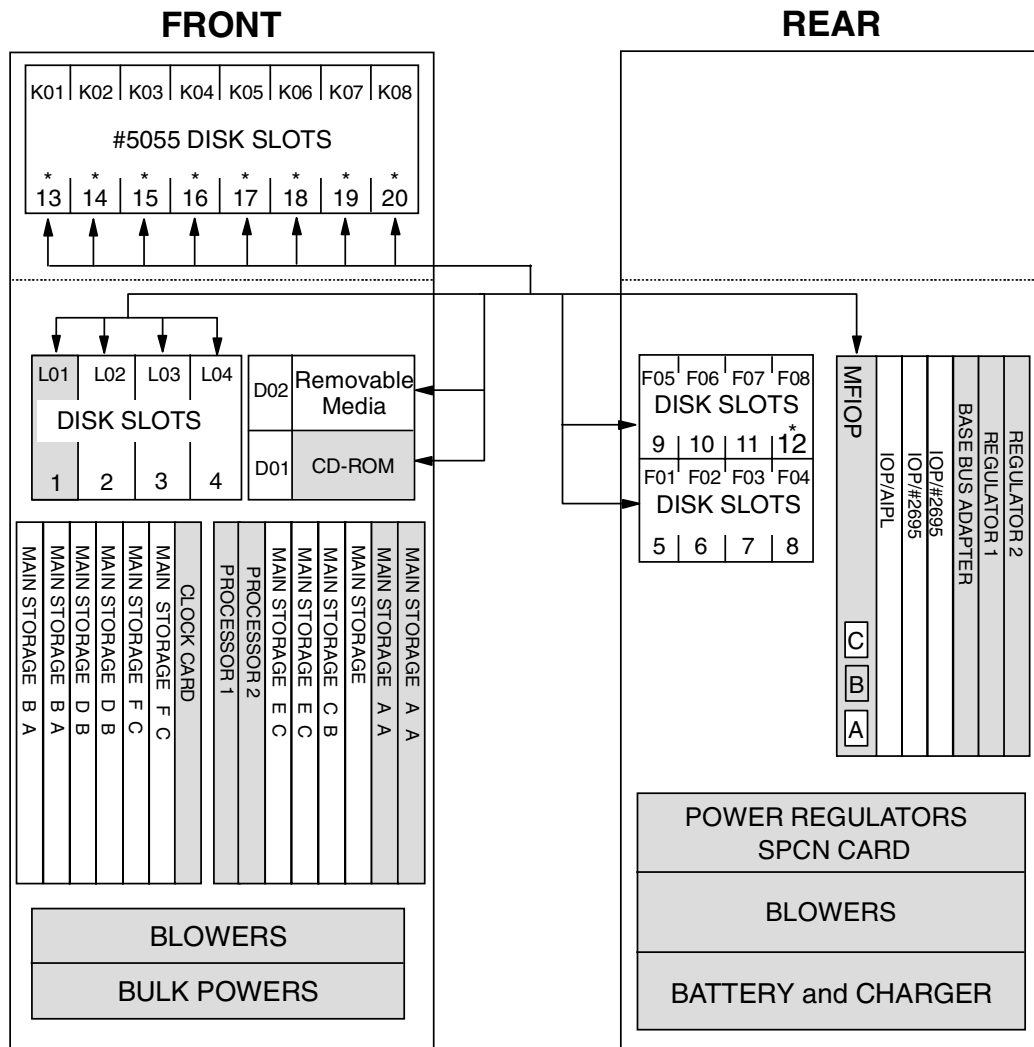 FRONT
REAR
K01 K02 K03 K04 K05 K06 K07 K08
#5055 DISK SLOTS
* * * * * * * *
13 14 15 16 17 18 19 20
L01 L02 L03 L04
DISK SLOTS
1 2 3 4
D02 Removable Media
D01 CD-ROM
F05 F06 F07 F08
DISK SLOTS
*
9 10 11 12
F01 F02 F03 F04
DISK SLOTS
5 6 7 8
MFIOP
C
B
A
IOP/AIPL
IOP/#2695
IOP/#2695
BASE BUS ADAPTER
REGULATOR 1
REGULATOR 2
MAIN STORAGE B A
MAIN STORAGE B A
MAIN STORAGE D B
MAIN STORAGE D B
MAIN STORAGE F C
MAIN STORAGE F C
CLOCK CARD
PROCESSOR 1
PROCESSOR 2
MAIN STORAGE E C
MAIN STORAGE E C
MAIN STORAGE C B
MAIN STORAGE
MAIN STORAGE A A
MAIN STORAGE A A
BLOWERS
BULK POWERS
POWER REGULATORS
SPCN CARD
BLOWERS
BATTERY and CHARGER